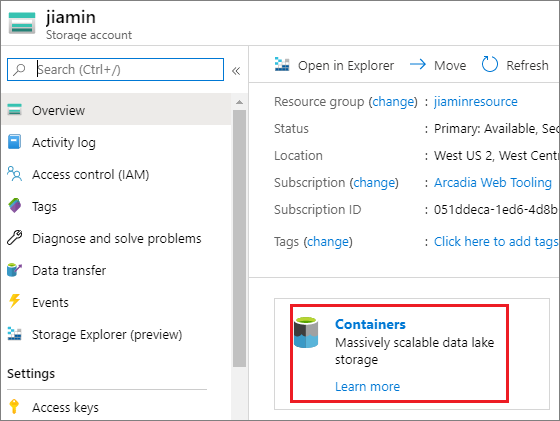 jiamin
Storage account
Search (Ctrl+/)
«
Overview
Activity log
Access control (IAM)
Tags
Diagnose and solve problems
Data transfer
Events
Storage Explorer (preview)
Settings
Access keys
Open in Explorer
Move
Refresh
Resource group (change) : jiaminresource
Status : Primary: Available, Sec
Location : West US 2, West Centr
Subscription (change) : Arcadia Web Tooling
Subscription ID : 051ddeca-1ed6-4d8b
Tags (change) : Click here to add tags
Containers
Massively scalable data lake
storage
Learn more